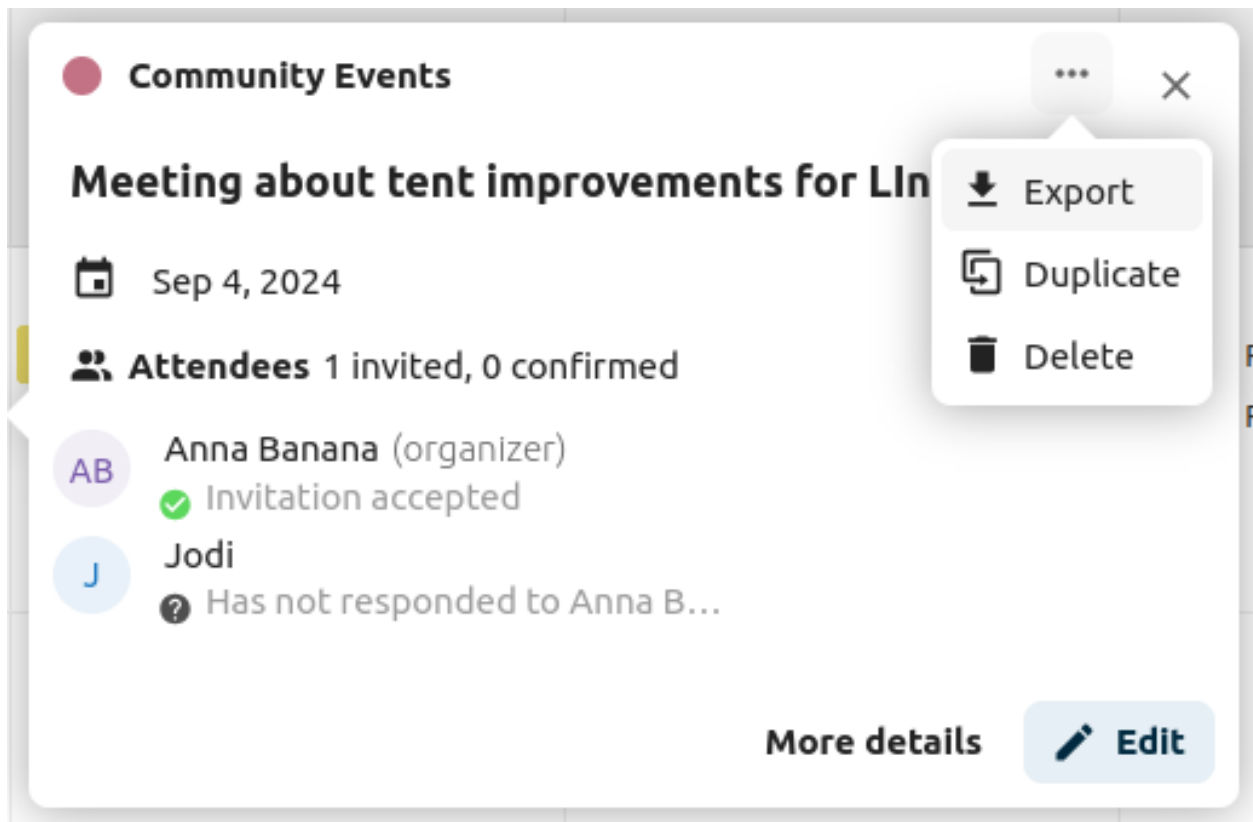 Community Events
Meeting about tent improvements for LIn
Export
Sep 4, 2024
Duplicate
Attendees 1 invited, 0 confirmed
Delete
AB
Anna Banana (organizer)
Invitation accepted
J
Jodi
Has not responded to Anna B…
More details
Edit